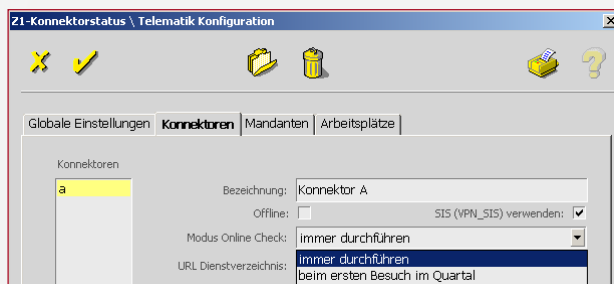 Z1-Konnektorstatus \ Telematik Konfiguration
Globale Einstellungen Konnektoren Mandanten Arbeitsplätze
Konnektoren
a
Bezeichnung: Konnektor A
Offline: SIS (VPN_SIS) verwenden:
Modus Online Check: immer durchführen
URL Dienstverzeichnis: immer durchführen
beim ersten Besuch im Quartal